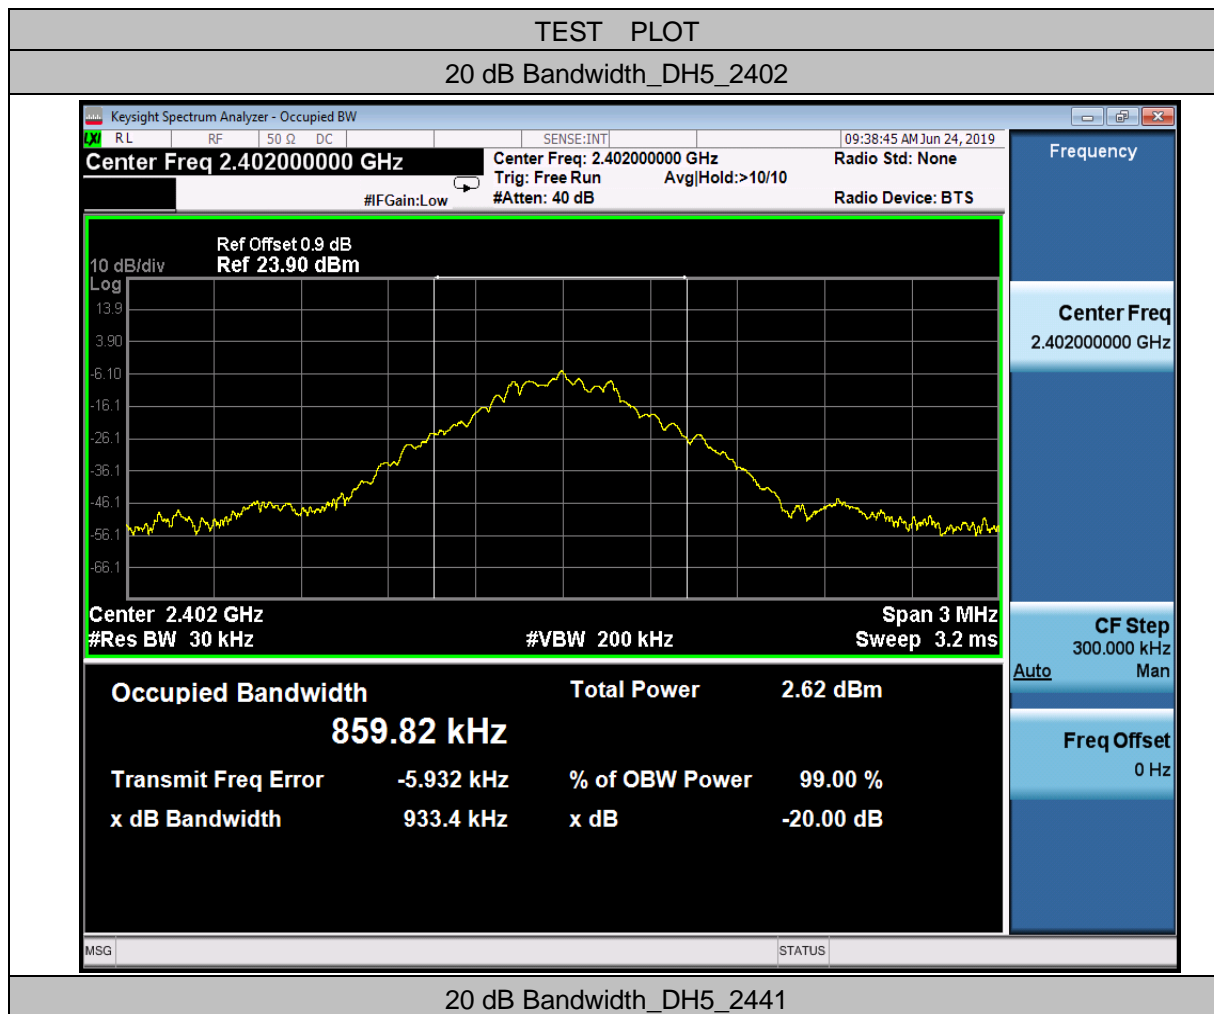 TEST PLOT
20 dB Bandwidth_DH5_2402
Keysight Spectrum Analyzer - Occupied BW
LXI RL RF 50 Ω DC SENSE:INT 09:38:45 AM Jun 24, 2019
Center Freq 2.402000000 GHz
Center Freq: 2.402000000 GHz
Radio Std: None
Trig: Free Run Avg|Hold:>10/10
#IFGain:Low
#Atten: 40 dB
Radio Device: BTS
Frequency
Ref Offset 0.9 dB
10 dB/div Ref 23.90 dBm
Log
13.9
3.90
-6.10
-16.1
-26.1
-36.1
-46.1
-56.1
-66.1
Center 2.402 GHz Span 3 MHz
#Res BW 30 kHz #VBW 200 kHz Sweep 3.2 ms
Center Freq
2.402000000 GHz
CF Step
300.000 kHz
Auto Man
Freq Offset
0 Hz
Occupied Bandwidth Total Power 2.62 dBm
859.82 kHz
Transmit Freq Error -5.932 kHz % of OBW Power 99.00 %
x dB Bandwidth 933.4 kHz x dB -20.00 dB
MSG STATUS
20 dB Bandwidth_DH5_2441